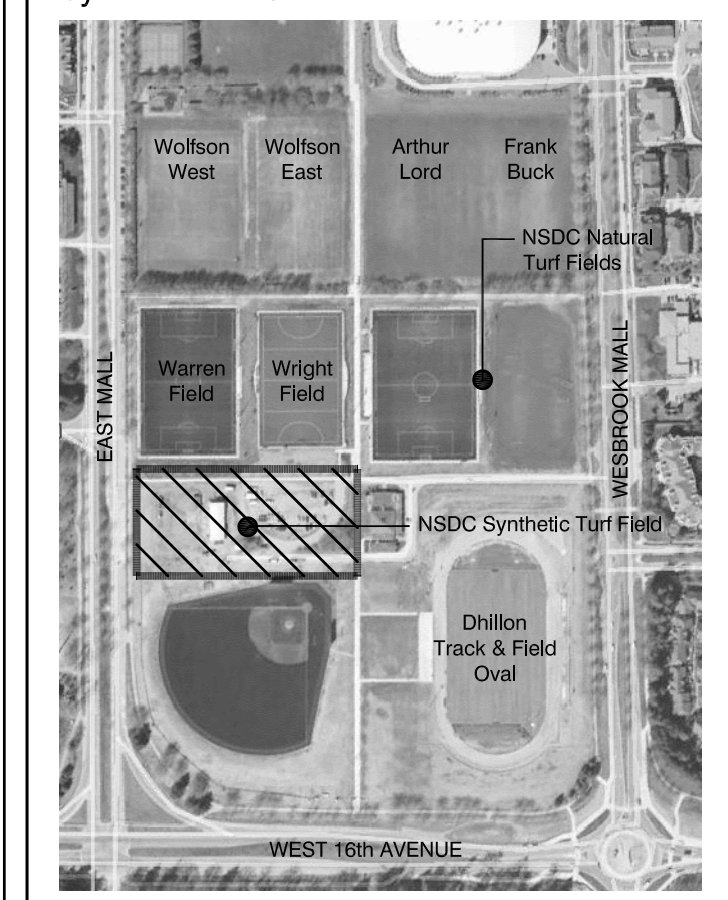 Wolfson
West
Wolfson
East
Arthur
Lord
Frank
Buck
NSDC Natural
Turf Fields
Warren
Field
Wright
Field
EAST MALL
WESBROOK MALL
NSDC Synthetic Turf Field
Dhillon
Track & Field
Oval
WEST 16th AVENUE